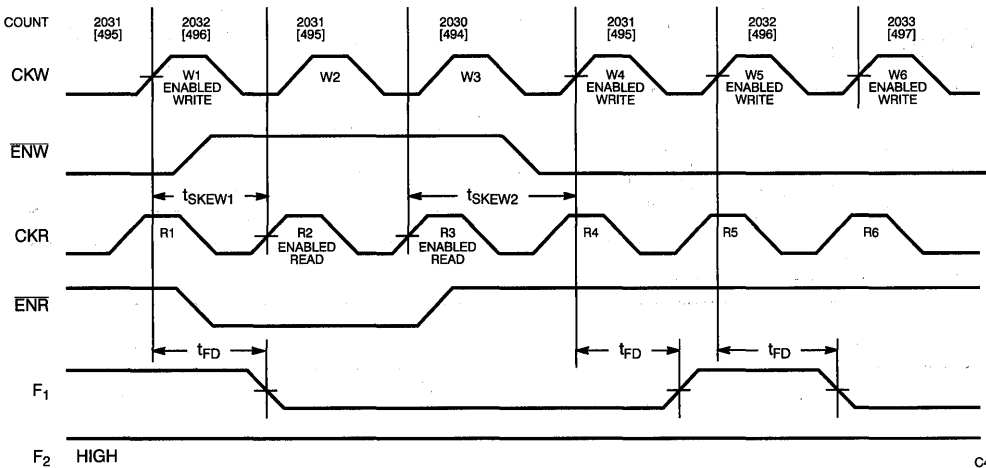 COUNT 2031 2032 2031 2030 2031 2032 2033
[495] [496] [495] [494] [495] [496] [497]
CKW W1 W2 W3 W4 W5 W6
ENABLED ENABLED ENABLED ENABLED
WRITE WRITE WRITE WRITE
ENW
tSKEW1 tSKEW2
CKR R1 R2 R3 R4 R5 R6
ENABLED ENABLED
READ READ
ENR
tFD tFD tFD
F1
F2 HIGH
C4